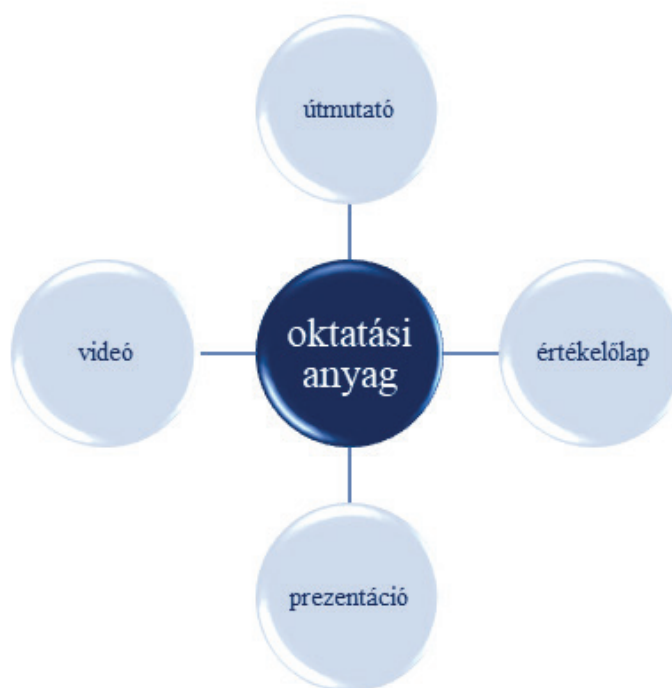 útmutató
videó
oktatási
anyag
értékelőlap
prezentáció